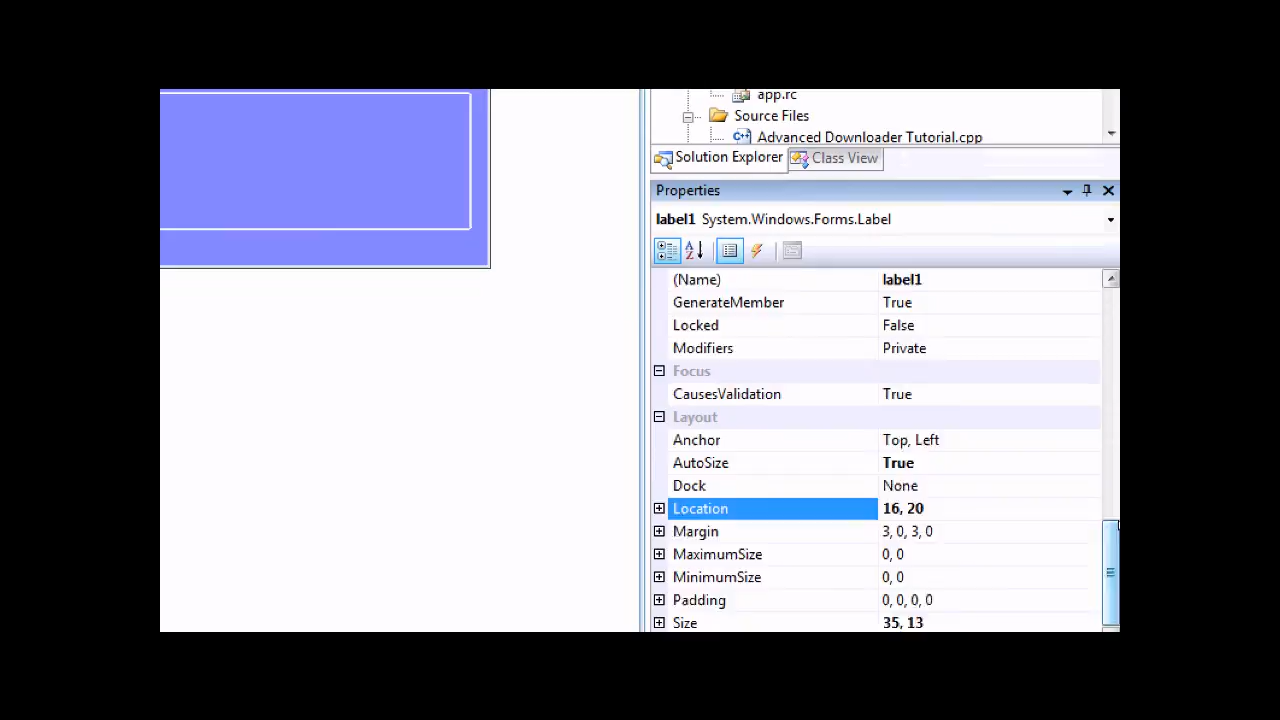 app.rc
Source Files
Advanced Downloader Tutorial.cpp
Solution Explorer Class View
Properties
label1 System.Windows.Forms.Label
(Name) label1
GenerateMember True
Locked False
Modifiers Private
Focus
CausesValidation True
Layout
Anchor Top, Left
AutoSize True
Dock None
Location 16, 20
Margin 3, 0, 3, 0
MaximumSize 0, 0
MinimumSize 0, 0
Padding 0, 0, 0, 0
Size 35, 13